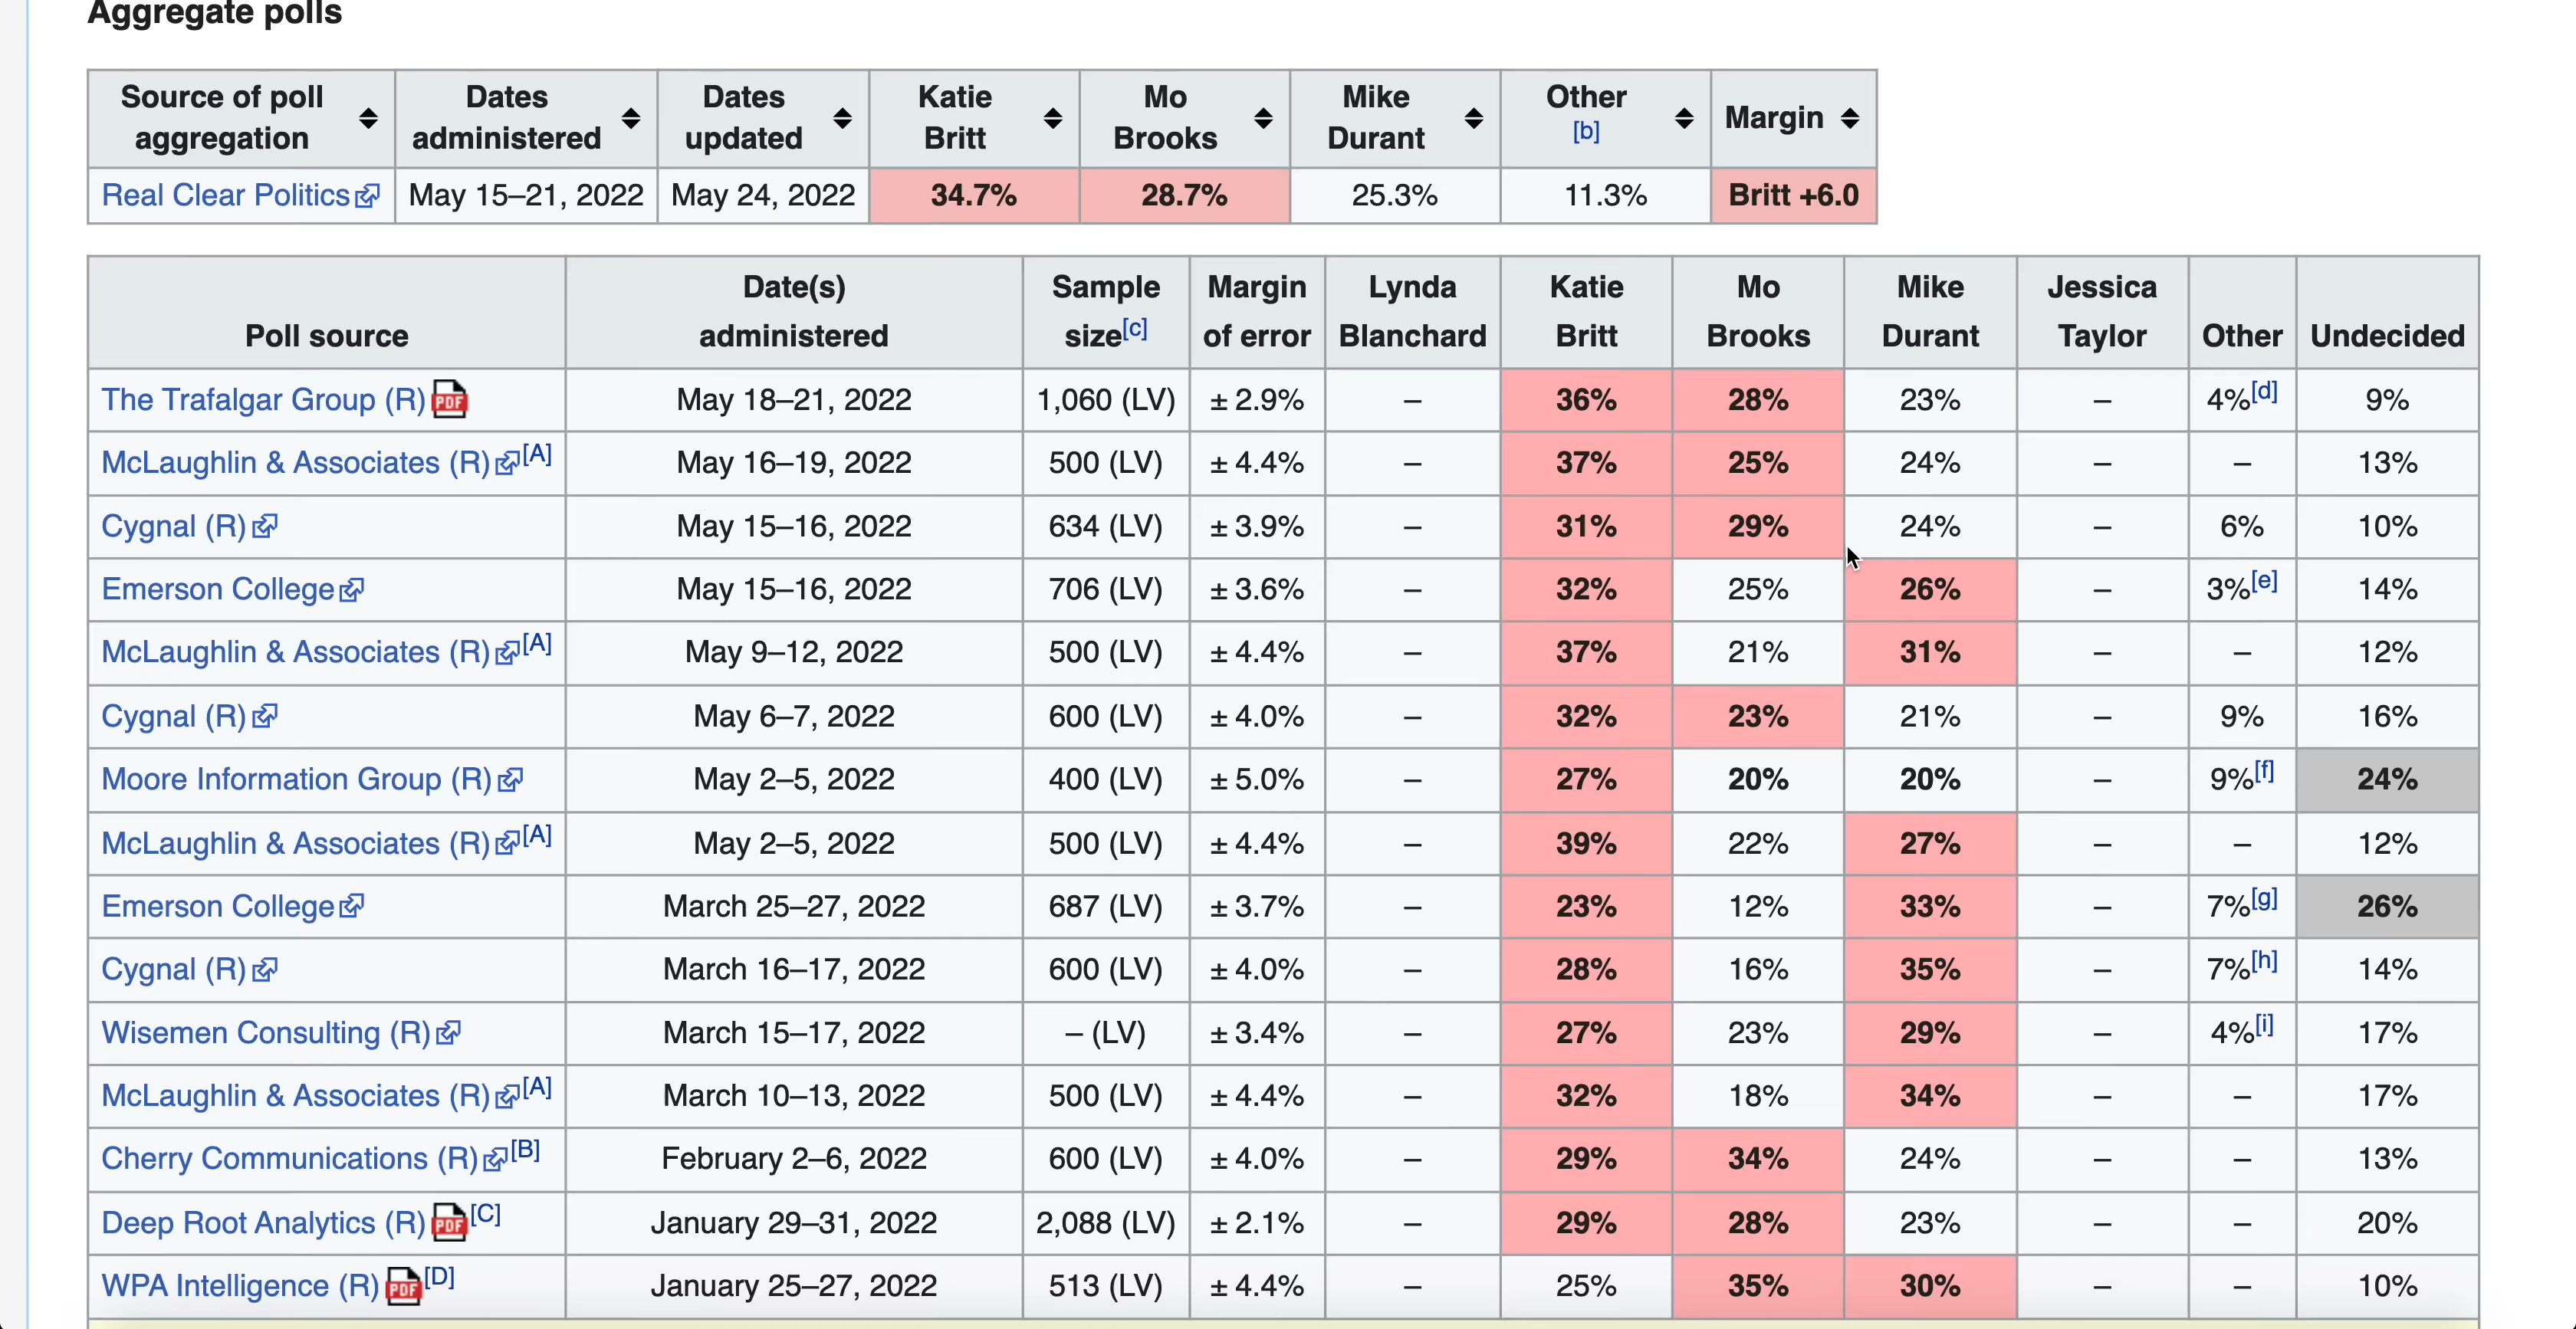 Aggregate polls
Source of poll aggregation Dates administered Dates updated Katie Britt Mo Brooks Mike Durant Other [b] Margin
Real Clear Politics May 15–21, 2022 May 24, 2022 34.7% 28.7% 25.3% 11.3% Britt +6.0
Poll source Date(s) administered Sample size[c] Margin of error Lynda Blanchard Katie Britt Mo Brooks Mike Durant Jessica Taylor Other Undecided
The Trafalgar Group (R) PDF May 18–21, 2022 1,060 (LV) ± 2.9% – 36% 28% 23% – 4%[d] 9%
McLaughlin & Associates (R) [A] May 16–19, 2022 500 (LV) ± 4.4% – 37% 25% 24% – – 13%
Cygnal (R) May 15–16, 2022 634 (LV) ± 3.9% – 31% 29% 24% – 6% 10%
Emerson College May 15–16, 2022 706 (LV) ± 3.6% – 32% 25% 26% – 3%[e] 14%
McLaughlin & Associates (R) [A] May 9–12, 2022 500 (LV) ± 4.4% – 37% 21% 31% – – 12%
Cygnal (R) May 6–7, 2022 600 (LV) ± 4.0% – 32% 23% 21% – 9% 16%
Moore Information Group (R) May 2–5, 2022 400 (LV) ± 5.0% – 27% 20% 20% – 9%[f] 24%
McLaughlin & Associates (R) [A] May 2–5, 2022 500 (LV) ± 4.4% – 39% 22% 27% – – 12%
Emerson College March 25–27, 2022 687 (LV) ± 3.7% – 23% 12% 33% – 7%[g] 26%
Cygnal (R) March 16–17, 2022 600 (LV) ± 4.0% – 28% 16% 35% – 7%[h] 14%
Wisemen Consulting (R) March 15–17, 2022 – (LV) ± 3.4% – 27% 23% 29% – 4%[i] 17%
McLaughlin & Associates (R) [A] March 10–13, 2022 500 (LV) ± 4.4% – 32% 18% 34% – – 17%
Cherry Communications (R) [B] February 2–6, 2022 600 (LV) ± 4.0% – 29% 34% 24% – – 13%
Deep Root Analytics (R) PDF [C] January 29–31, 2022 2,088 (LV) ± 2.1% – 29% 28% 23% – – 20%
WPA Intelligence (R) PDF [D] January 25–27, 2022 513 (LV) ± 4.4% – 25% 35% 30% – – 10%